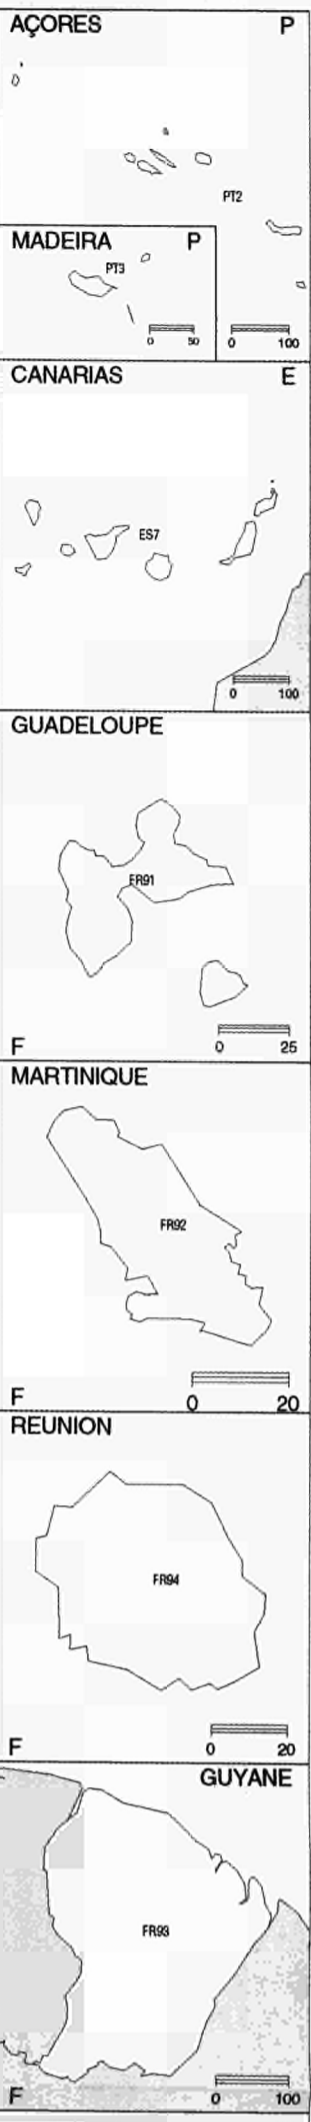 AÇORES P
PT2
MADEIRA P
PT3
0 50
0 100
CANARIAS E
ES7
0 100
GUADELOUPE
FR91
F 0 25
MARTINIQUE
FR92
F 0 20
REUNION
FR94
F 0 20
GUYANE
FR93
F 0 100